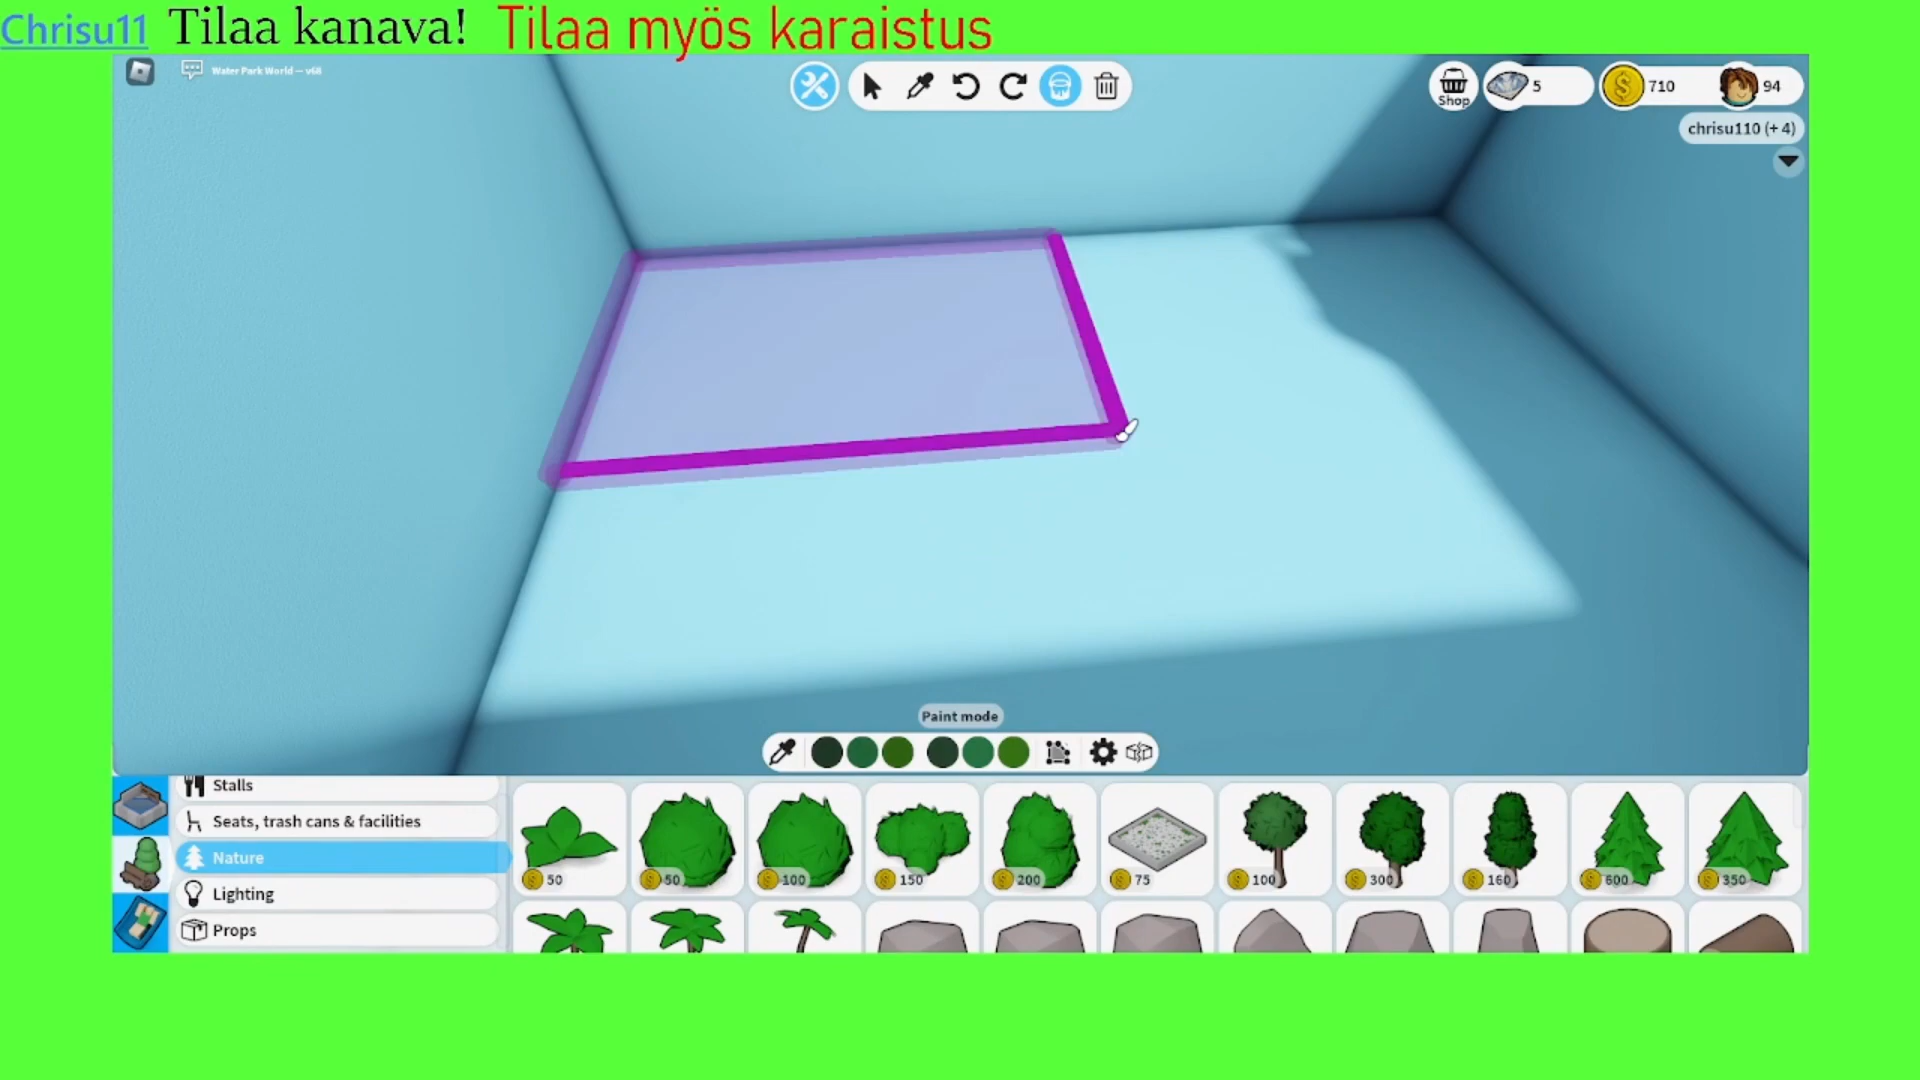 Chrisu11 Tilaa kanava! Tilaa myös karaistus
Water Park World – v68
Shop
5
710
94
chrisu110 (+ 4)
Paint mode
Stalls
Seats, trash cans & facilities
Nature
Lighting
Props
50
50
100
150
200
75
100
300
160
600
350